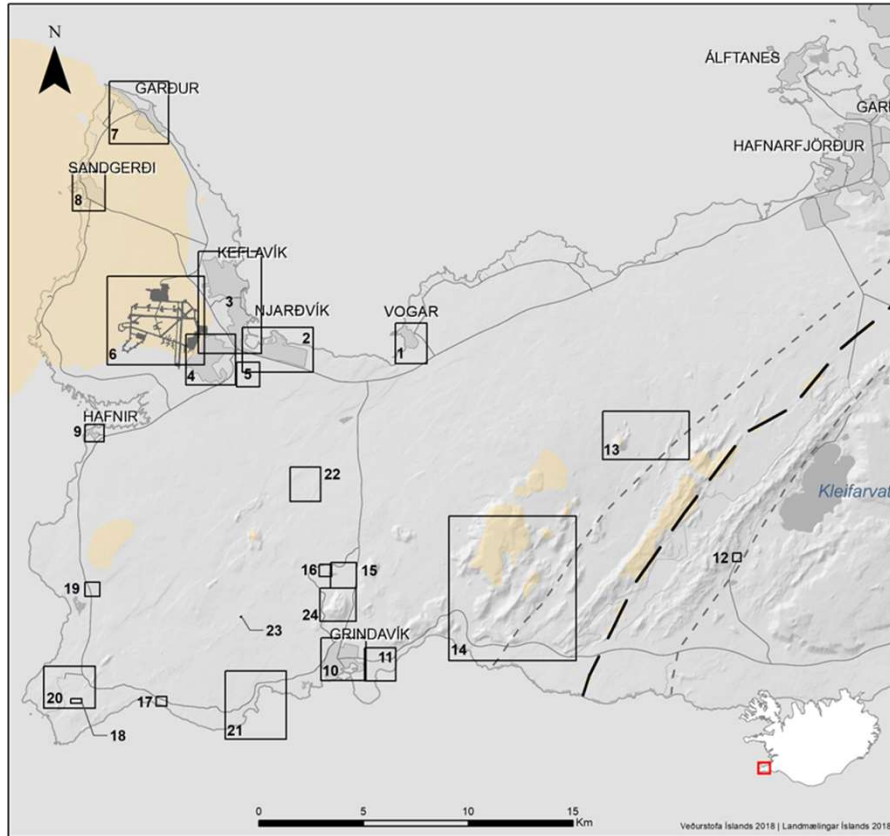 N
ÁLFTANES
GARÐUR
7
HAFNARFJÖRÐUR
SANDGERÐI
8
KEFLAVÍK
3
NJARÐVÍK
2
VOGAR
1
6
4
5
HAFNIR
9
13
Kleifarvat
22
12
16
15
19
24
23
GRINDAVÍK
14
10
11
20
17
21
18
0 5 10 15
Km
Veðurstofa Íslands 2018 | Landmælingar Íslands 2018